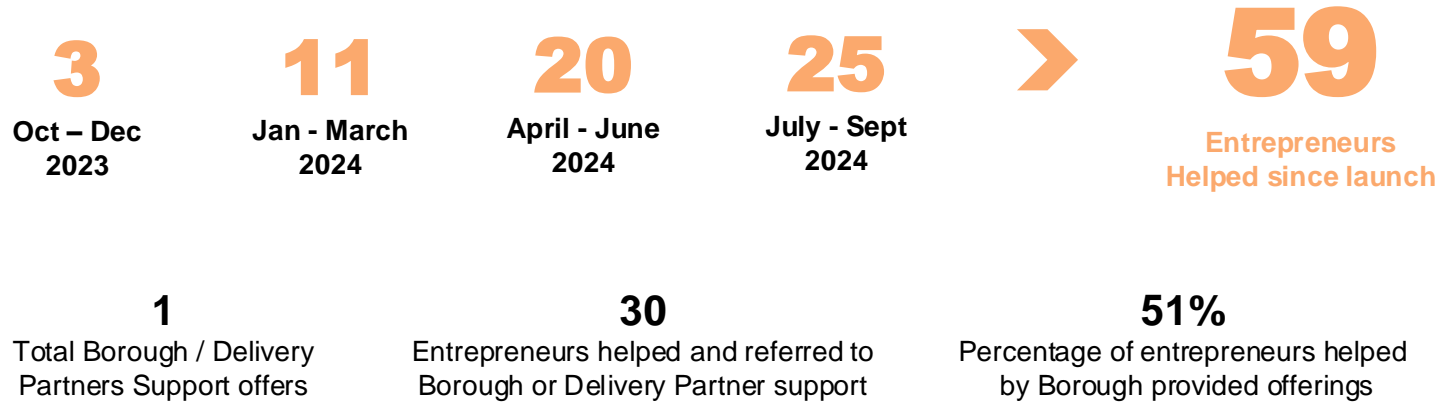 3
Oct – Dec
2023
11
Jan - March
2024
20
April - June
2024
25
July - Sept
2024
59
Entrepreneurs
Helped since launch
1
Total Borough / Delivery
Partners Support offers
30
Entrepreneurs helped and referred to
Borough or Delivery Partner support
51%
Percentage of entrepreneurs helped
by Borough provided offerings